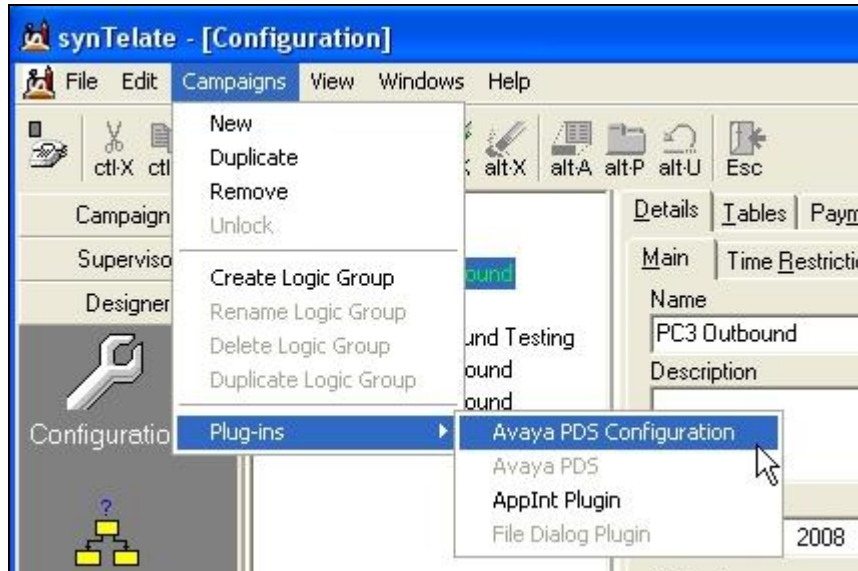 synTelate - [Configuration]
File Edit Campaigns View Windows Help
ctl-X ctl alt-X alt-A alt-P alt-U Esc
New
Duplicate
Remove
Unlock
Create Logic Group
Rename Logic Group
Delete Logic Group
Duplicate Logic Group
Plug-ins
Avaya PDS Configuration
Avaya PDS
AppInt Plugin
File Dialog Plugin
Campaign
Superviso
Designer
Configuratio
?
ound
und Testing
ound
ound
Details Tables Paym
Main Time Restrictio
Name
PC3 Outbound
Description
2008